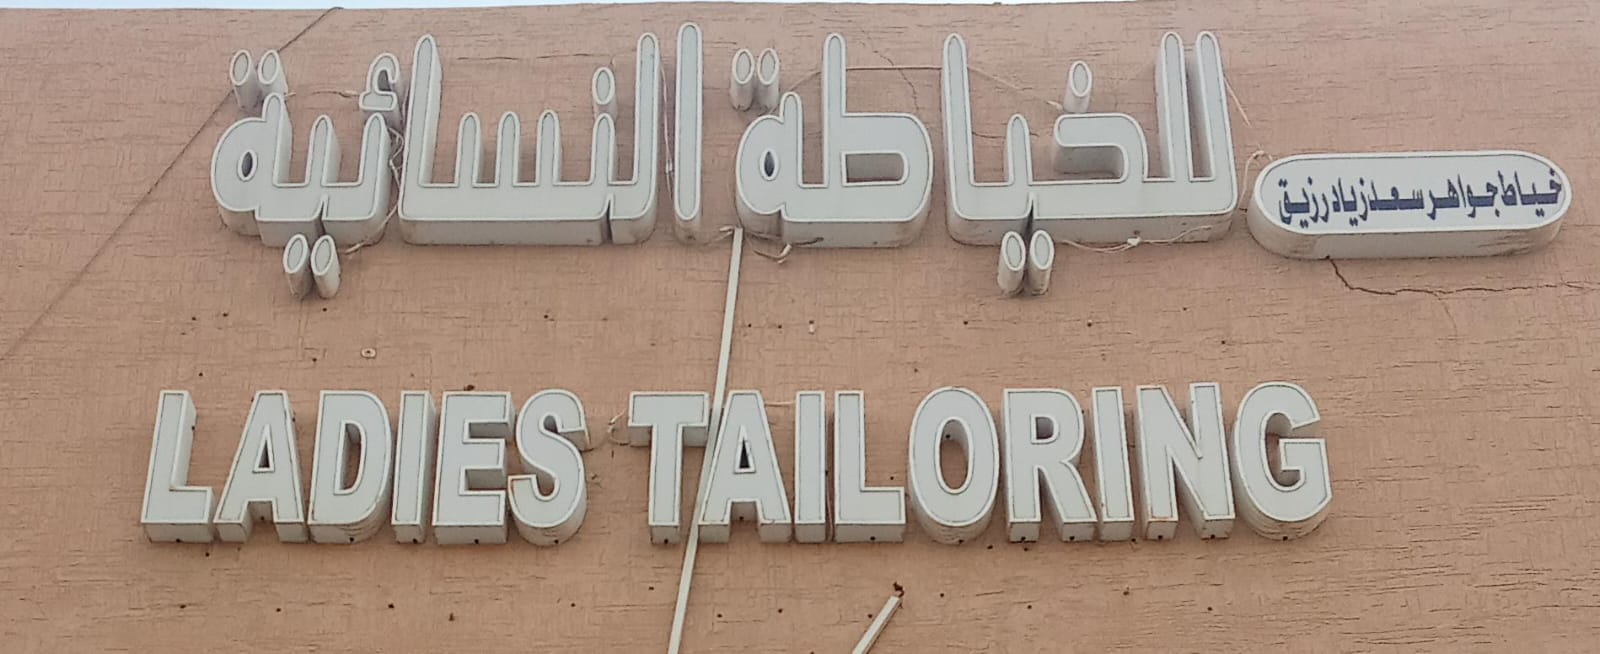 خياط جواهر سعد زياد رزيق
للخياطة النسائية
LADIES TAILORING